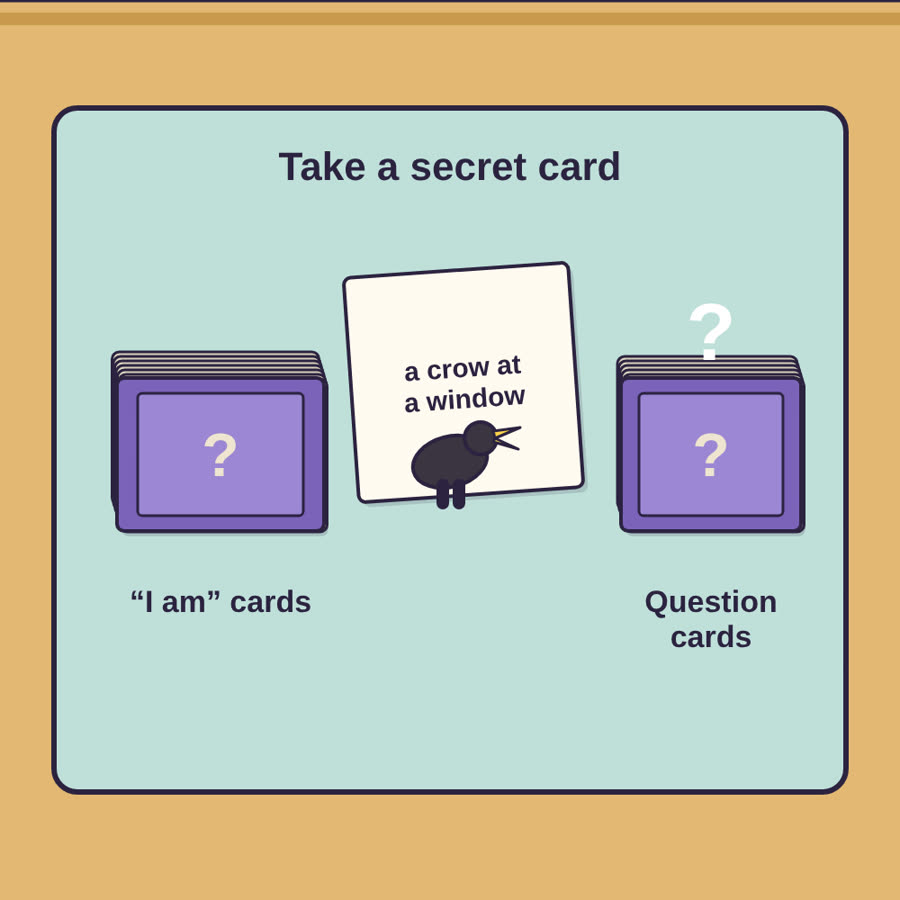 Take a secret card
a crow at
a window
?
?
?
“I am” cards
Question
cards